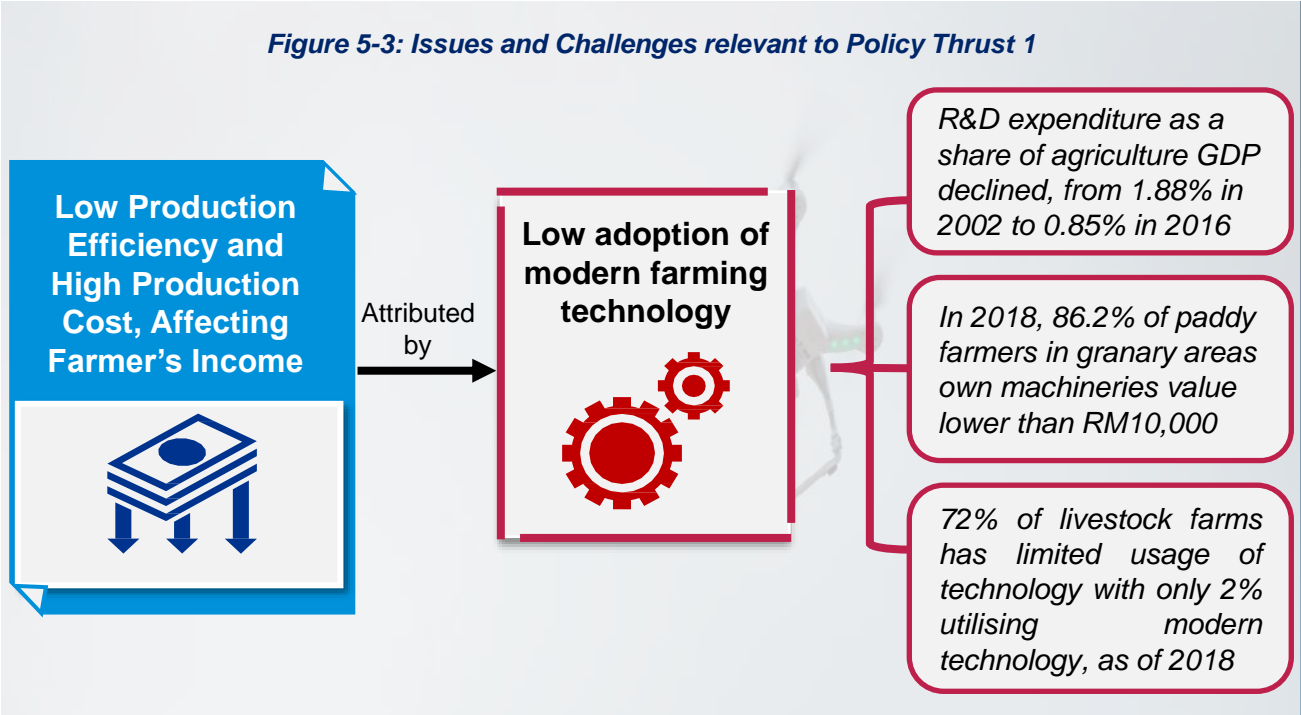 Figure 5-3: Issues and Challenges relevant to Policy Thrust 1
Low Production
Efficiency and
High Production
Cost, Affecting
Farmer's Income
Attributed
by
Low adoption of
modern farming
technology
R&D expenditure as a
share of agriculture GDP
declined, from 1.88% in
2002 to 0.85% in 2016
In 2018, 86.2% of paddy
farmers in granary areas
own machineries value
lower than RM10,000
72% of livestock farms
has limited usage of
technology with only 2%
utilising modern
technology, as of 2018